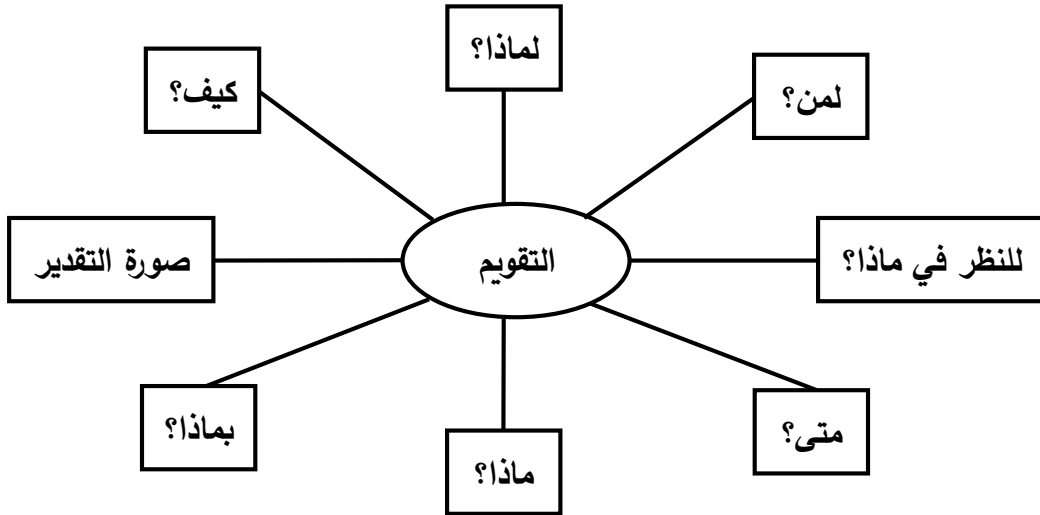 لماذا؟
لمن؟
كيف؟
للنظر في ماذا؟
التقويم
صورة التقدير
متى؟
بماذا؟
ماذا؟